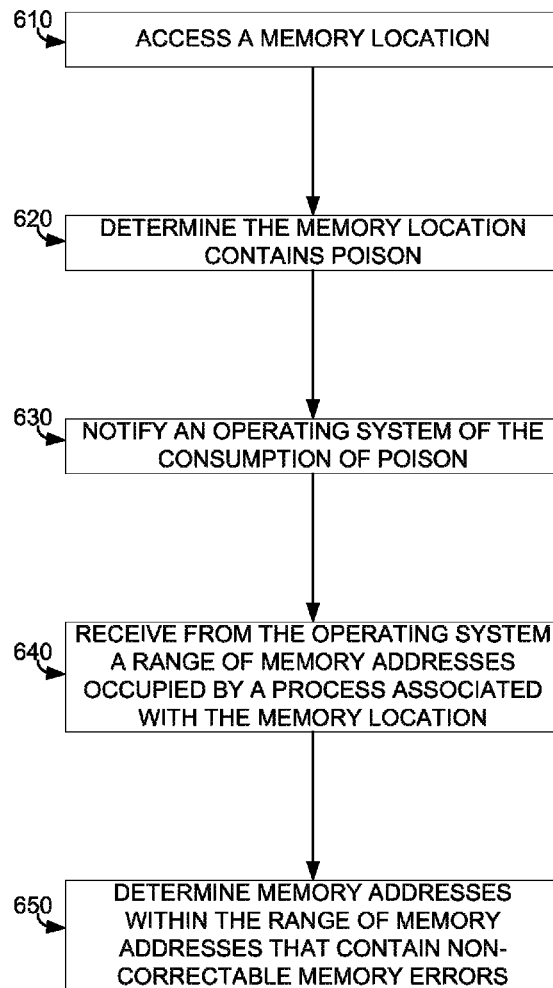 610
ACCESS A MEMORY LOCATION
620
DETERMINE THE MEMORY LOCATION
CONTAINS POISON
630
NOTIFY AN OPERATING SYSTEM OF THE
CONSUMPTION OF POISON
640
RECEIVE FROM THE OPERATING SYSTEM
A RANGE OF MEMORY ADDRESSES
OCCUPIED BY A PROCESS ASSOCIATED
WITH THE MEMORY LOCATION
650
DETERMINE MEMORY ADDRESSES
WITHIN THE RANGE OF MEMORY
ADDRESSES THAT CONTAIN NON-
CORRECTABLE MEMORY ERRORS